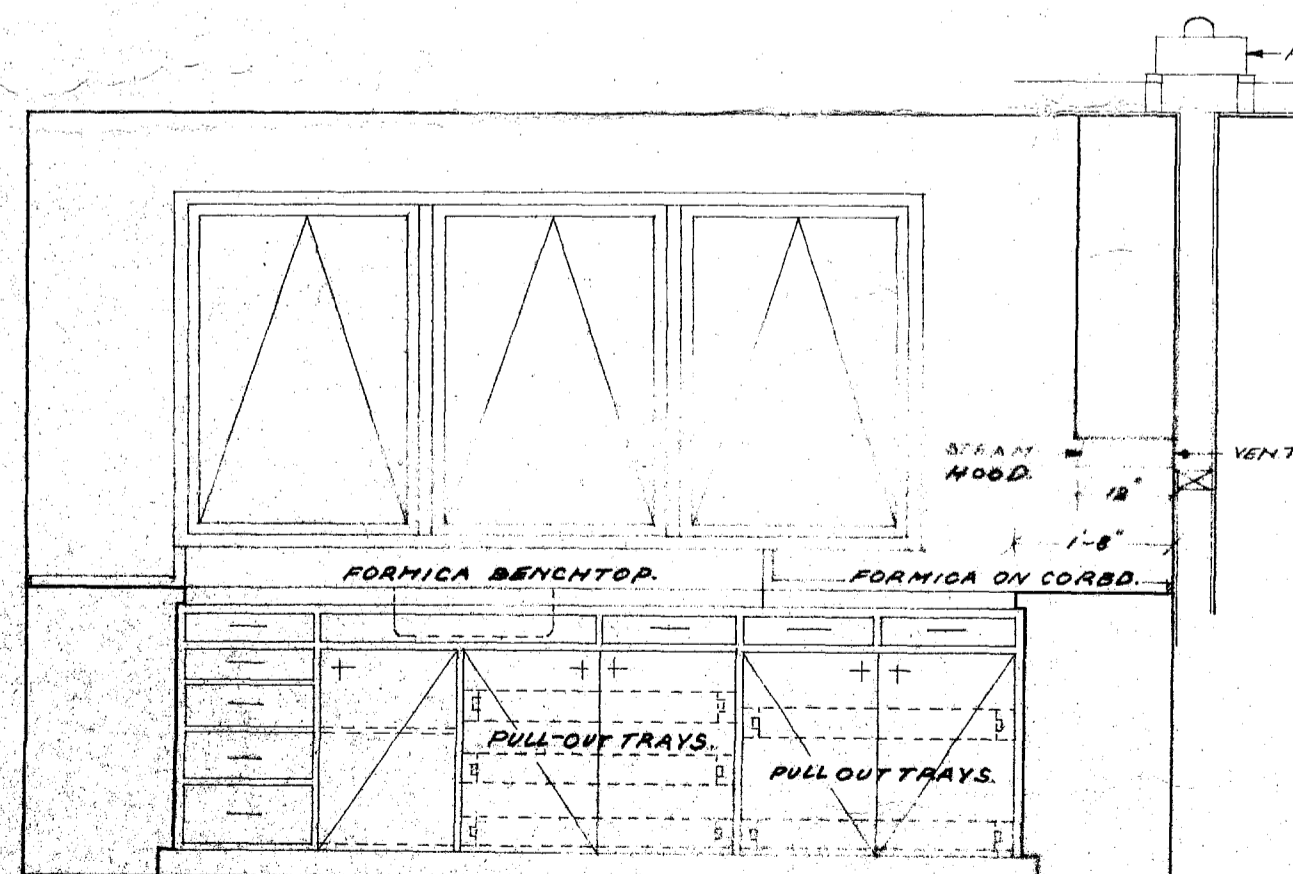 STEAM
HOOD.
VENT
12"
1'-8"
FORMICA BENCHTOP.
FORMICA ON CORBD.
PULL-OUT TRAYS.
PULL OUT TRAYS.